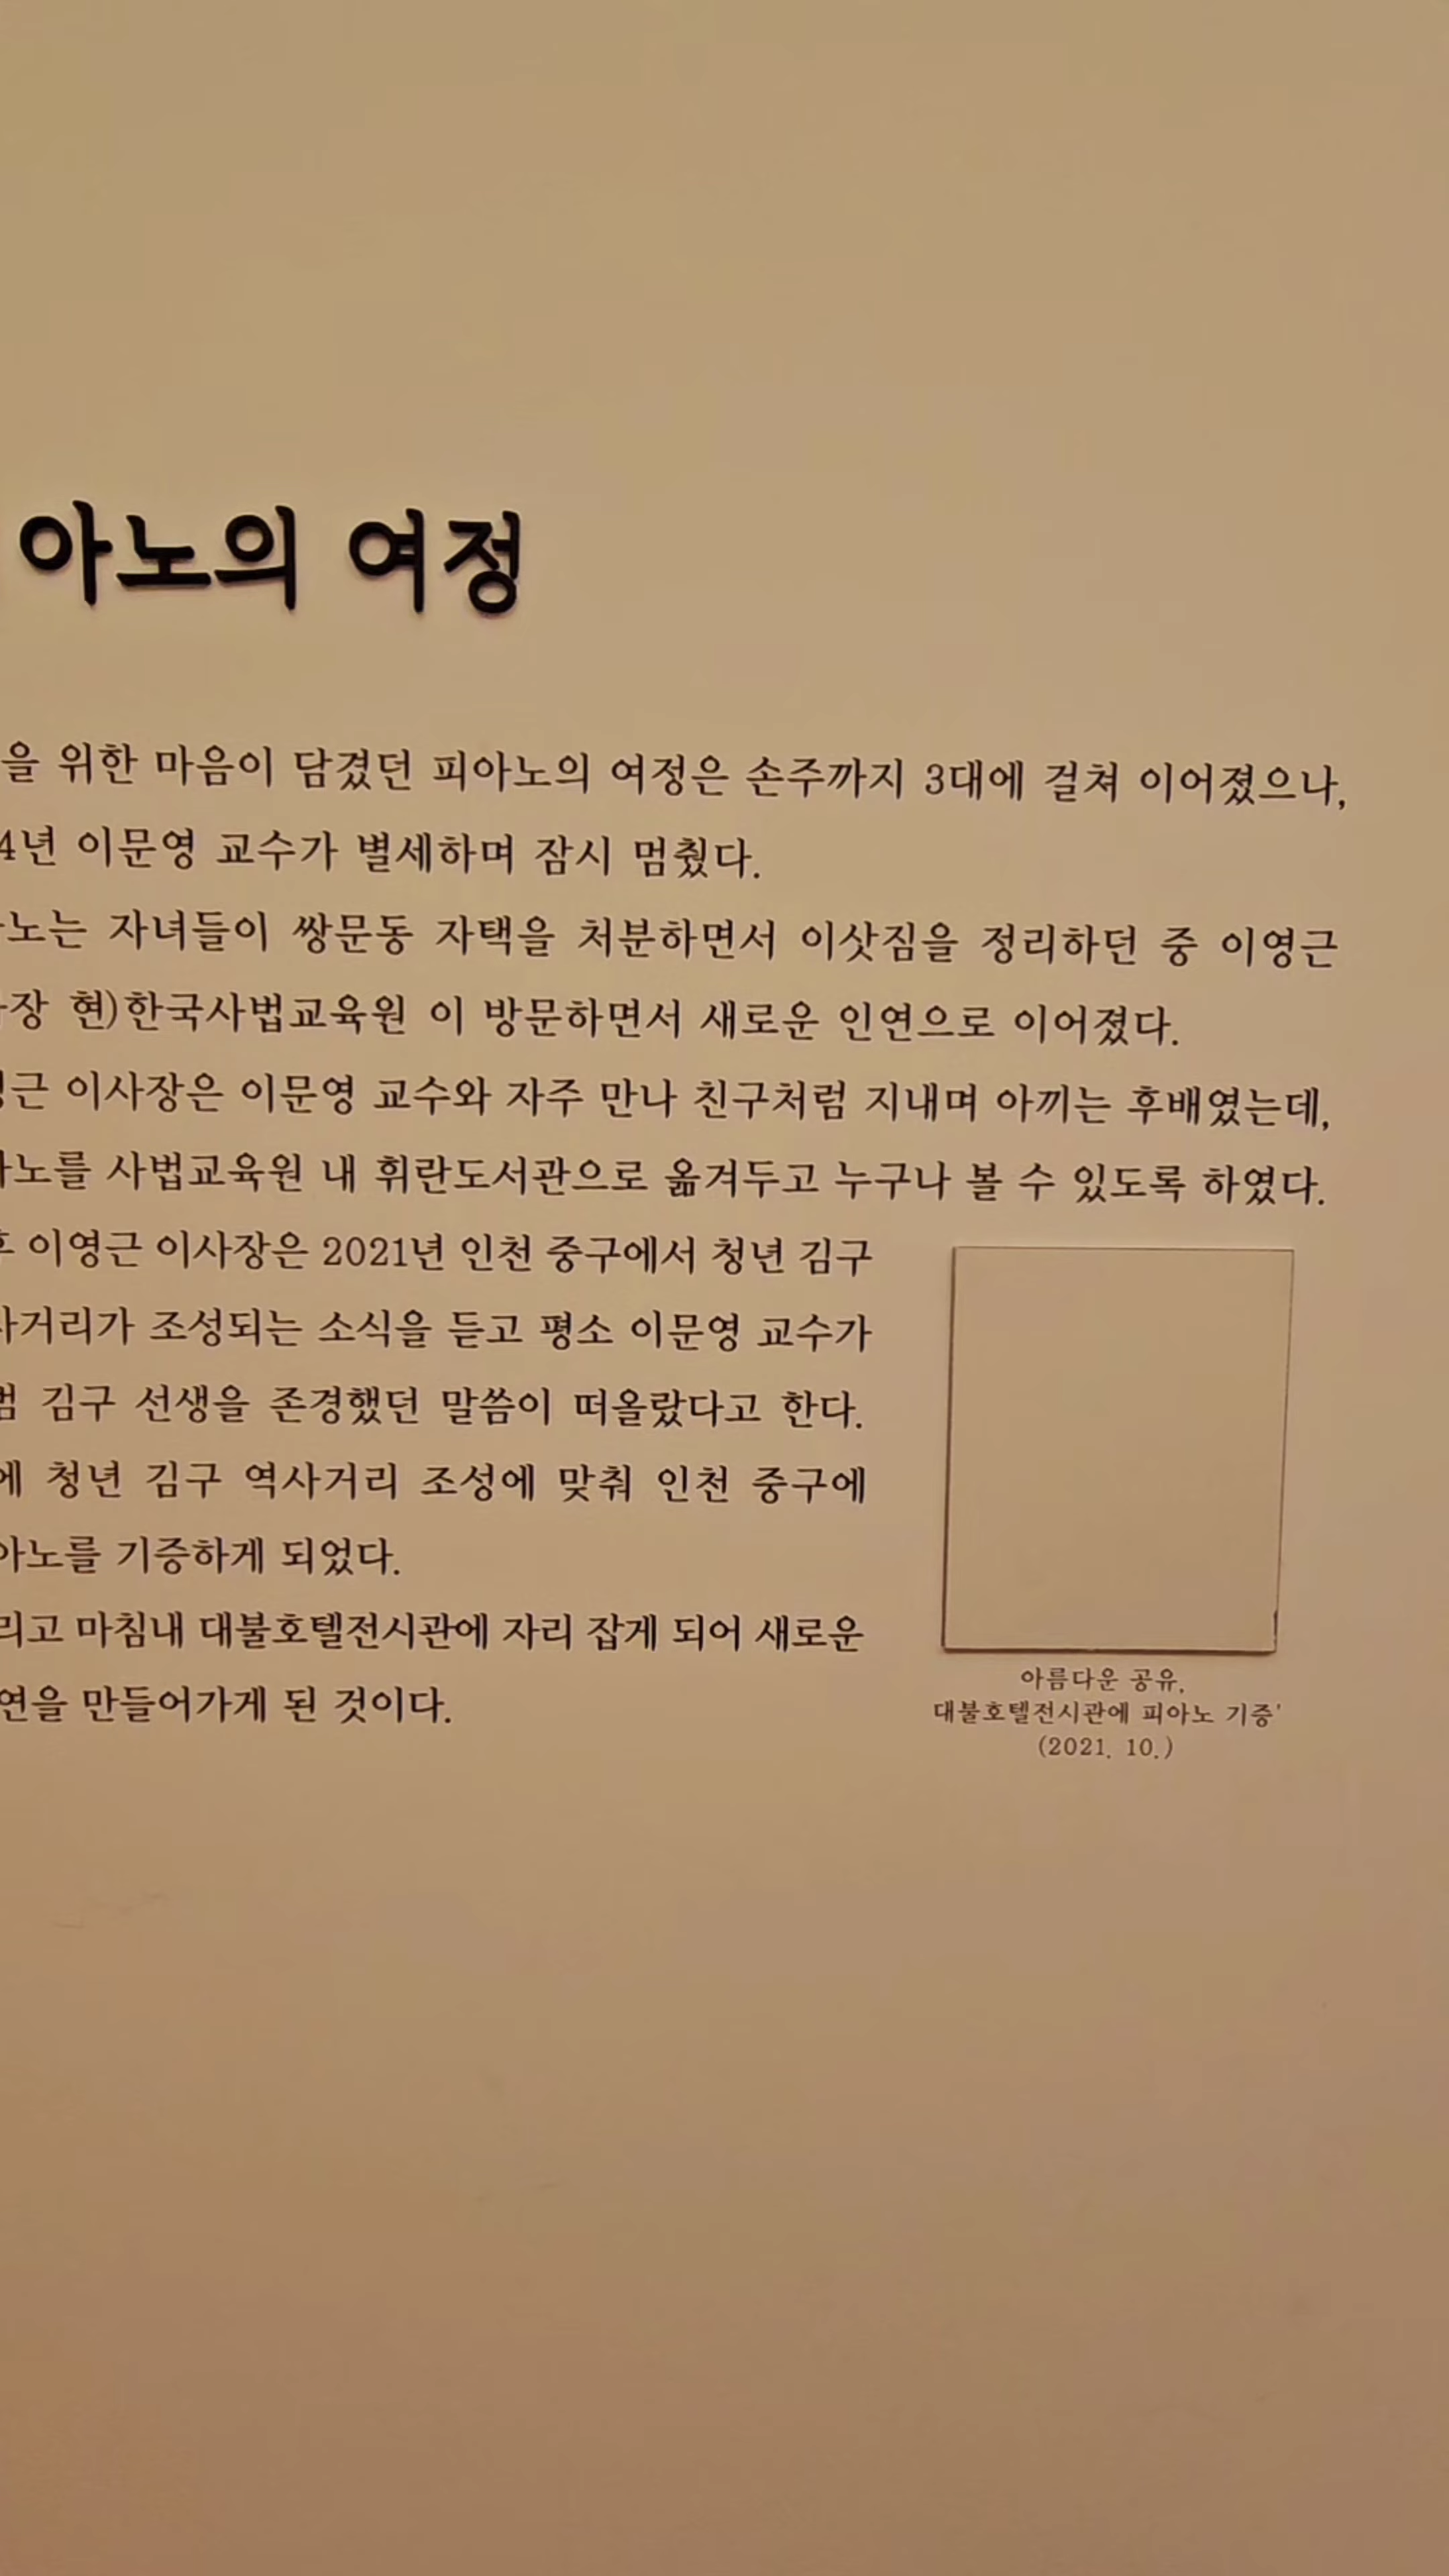 아노의 여정
을 위한 마음이 담겼던 피아노의 여정은 손주까지 3대에 걸쳐 이어졌으나,
4년 이문영 교수가 별세하며 잠시 멈췄다.
노는 자녀들이 쌍문동 자택을 처분하면서 이삿짐을 정리하던 중 이영근
장 현)한국사법교육원 이 방문하면서 새로운 인연으로 이어졌다.
근 이사장은 이문영 교수와 자주 만나 친구처럼 지내며 아끼는 후배였는데,
노를 사법교육원 내 휘란도서관으로 옮겨두고 누구나 볼 수 있도록 하였다.
이영근 이사장은 2021년 인천 중구에서 청년 김구
거리가 조성되는 소식을 듣고 평소 이문영 교수가
범 김구 선생을 존경했던 말씀이 떠올랐다고 한다.
에 청년 김구 역사거리 조성에 맞춰 인천 중구에
아노를 기증하게 되었다.
리고 마침내 대불호텔전시관에 자리 잡게 되어 새로운
연을 만들어가게 된 것이다.
아름다운 공유,
대불호텔전시관에 피아노 기증'
(2021. 10.)